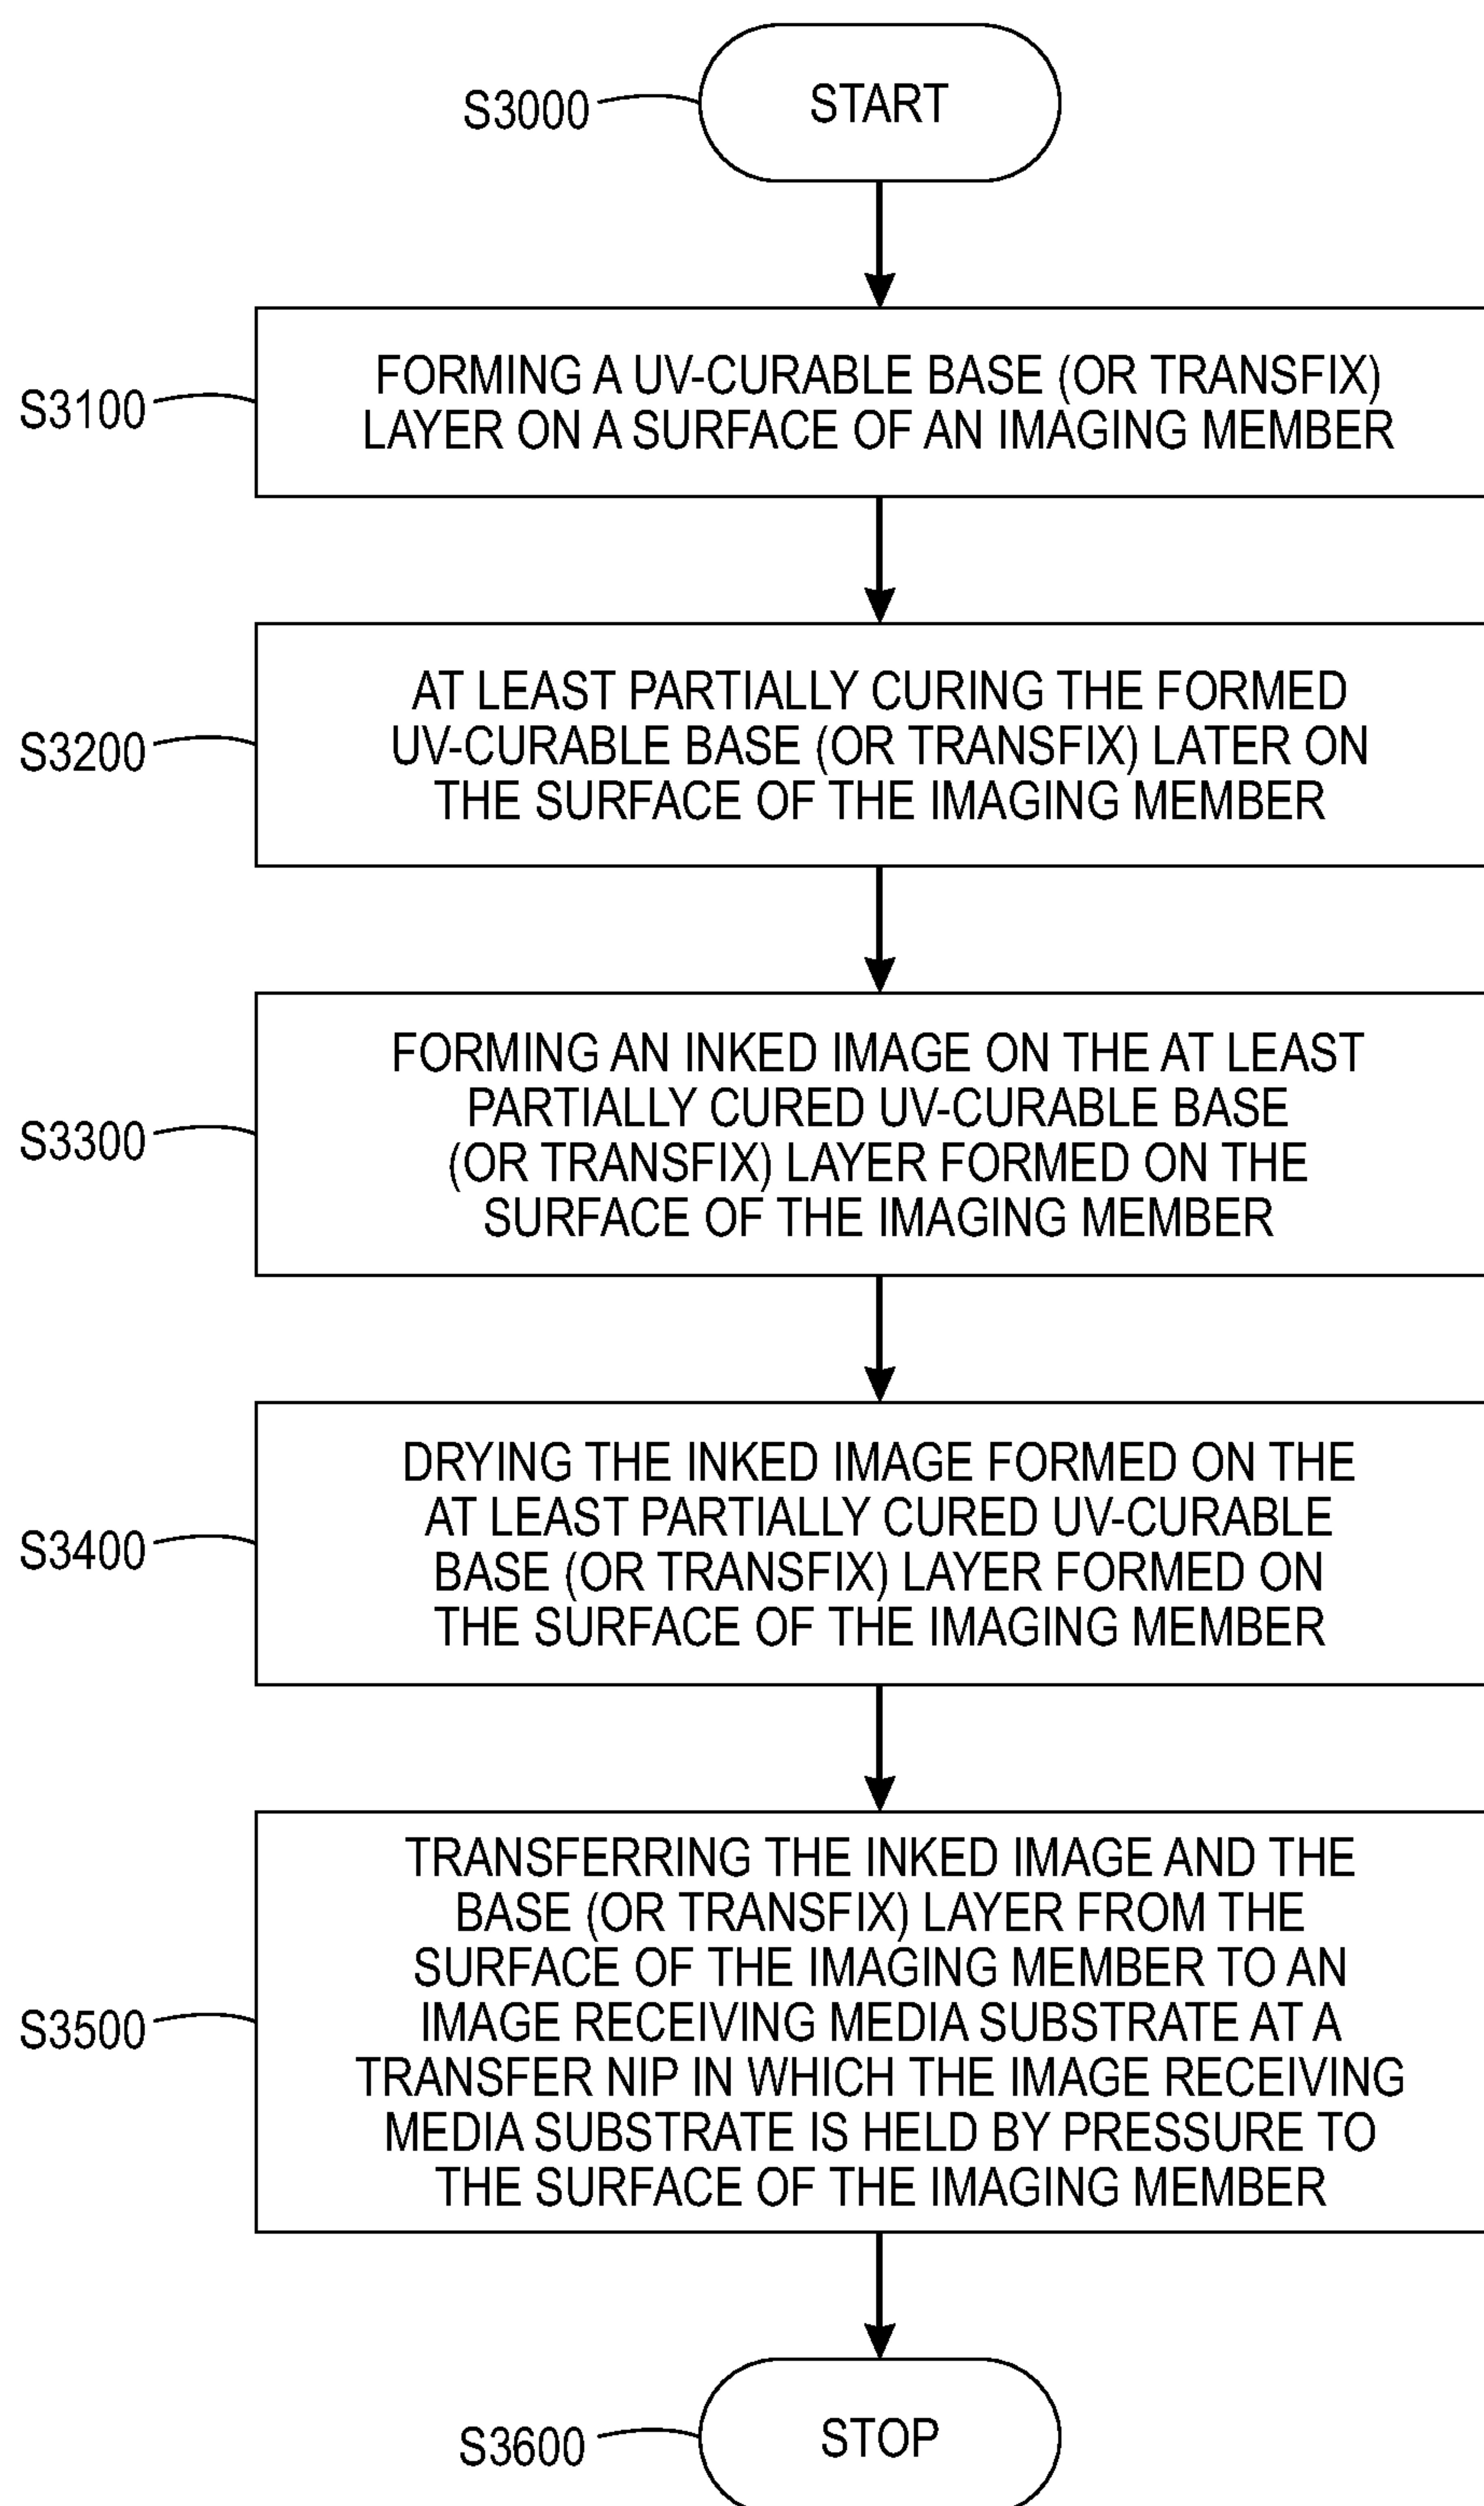 S3000
START
S3100
FORMING A UV-CURABLE BASE (OR TRANSFIX)
LAYER ON A SURFACE OF AN IMAGING MEMBER
S3200
AT LEAST PARTIALLY CURING THE FORMED
UV-CURABLE BASE (OR TRANSFIX) LATER ON
THE SURFACE OF THE IMAGING MEMBER
S3300
FORMING AN INKED IMAGE ON THE AT LEAST
PARTIALLY CURED UV-CURABLE BASE
(OR TRANSFIX) LAYER FORMED ON THE
SURFACE OF THE IMAGING MEMBER
S3400
DRYING THE INKED IMAGE FORMED ON THE
AT LEAST PARTIALLY CURED UV-CURABLE
BASE (OR TRANSFIX) LAYER FORMED ON
THE SURFACE OF THE IMAGING MEMBER
S3500
TRANSFERRING THE INKED IMAGE AND THE
BASE (OR TRANSFIX) LAYER FROM THE
SURFACE OF THE IMAGING MEMBER TO AN
IMAGE RECEIVING MEDIA SUBSTRATE AT A
TRANSFER NIP IN WHICH THE IMAGE RECEIVING
MEDIA SUBSTRATE IS HELD BY PRESSURE TO
THE SURFACE OF THE IMAGING MEMBER
S3600
STOP